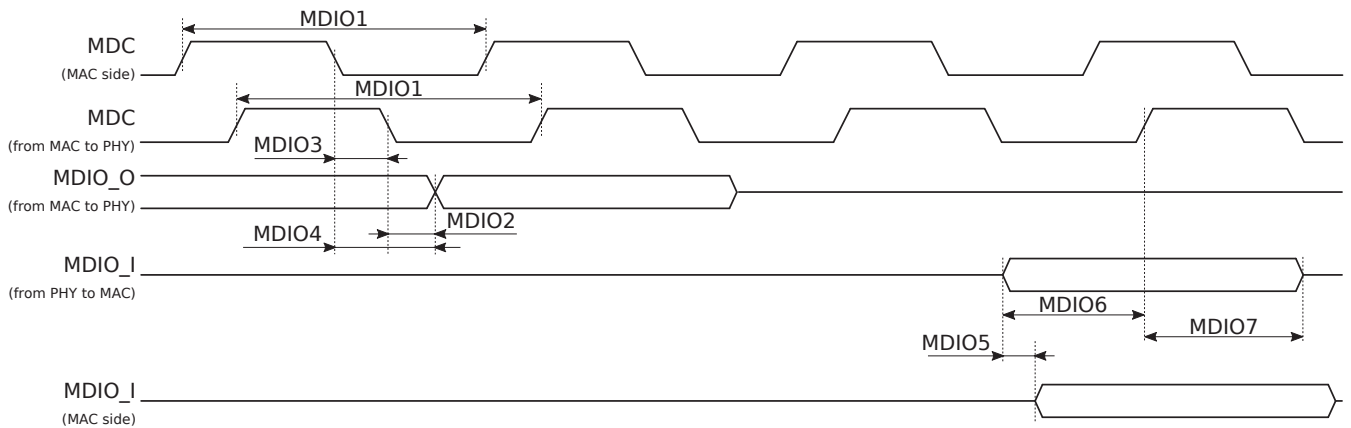 MDIO1
MDC
(MAC side)
MDIO1
MDC
(from MAC to PHY)
MDIO3
MDIO_O
(from MAC to PHY)
MDIO2
MDIO4
MDIO_I
(from PHY to MAC)
MDIO6
MDIO7
MDIO5
MDIO_I
(MAC side)